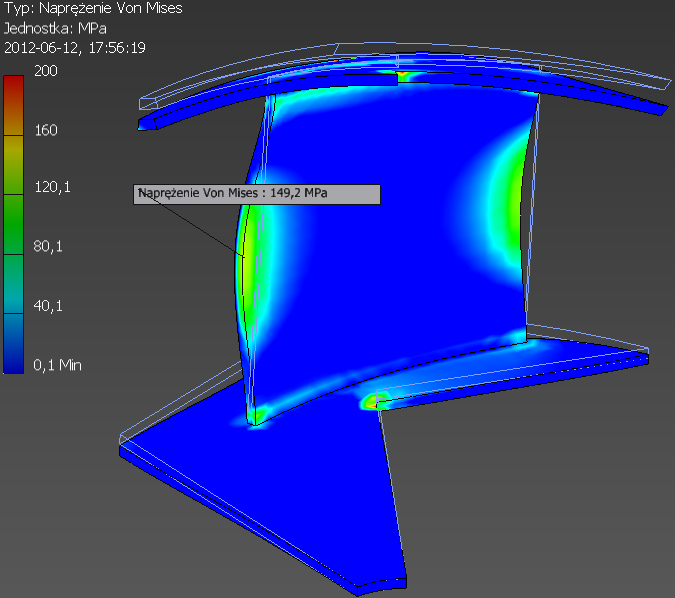 Typ: Naprężenie Von Mises
Jednostka: MPa
2012-06-12, 17:56:19
200
160
120,1
80,1
40,1
0,1 Min
Naprężenie Von Mises : 149,2 MPa